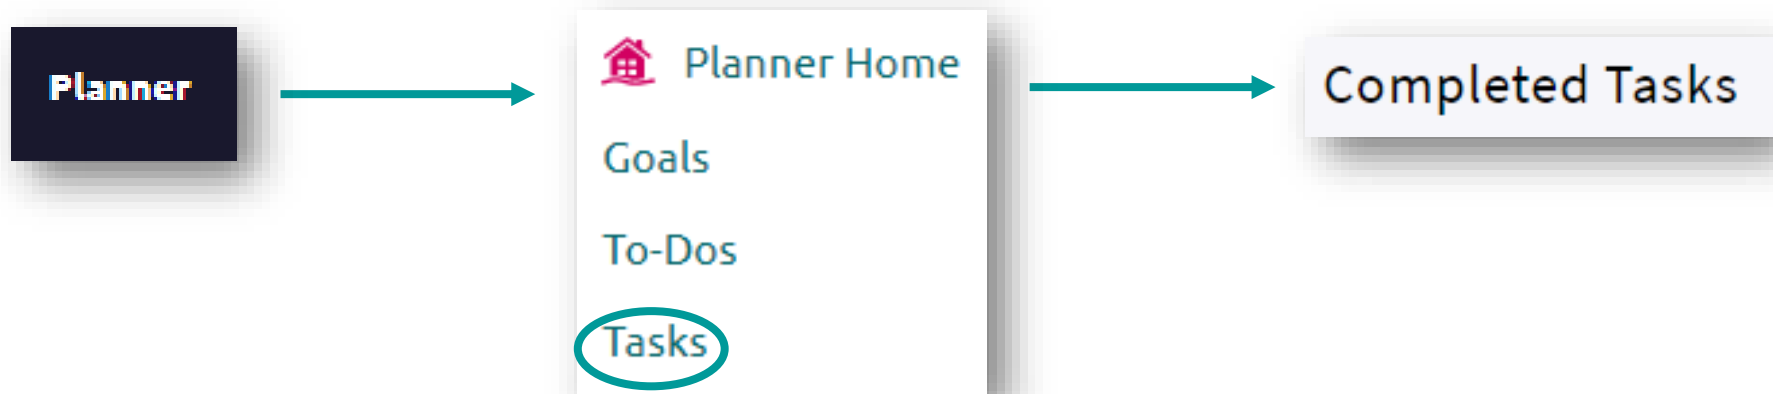 Planner
Planner Home
Goals
To-Dos
Tasks
Completed Tasks